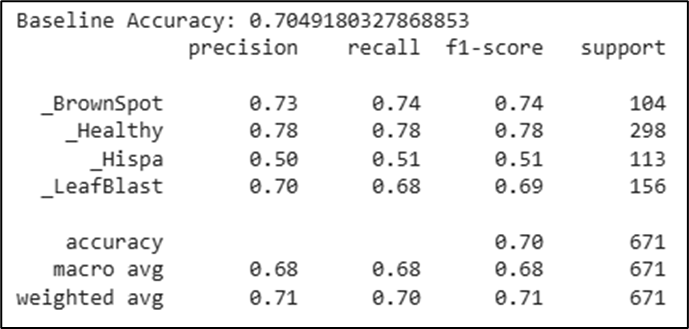 Baseline Accuracy: 0.7049180327868853
precision recall f1-score support
_BrownSpot 0.73 0.74 0.74 104
_Healthy 0.78 0.78 0.78 298
_Hispa 0.50 0.51 0.51 113
_LeafBlast 0.70 0.68 0.69 156
accuracy 0.70 671
macro avg 0.68 0.68 0.68 671
weighted avg 0.71 0.70 0.71 671